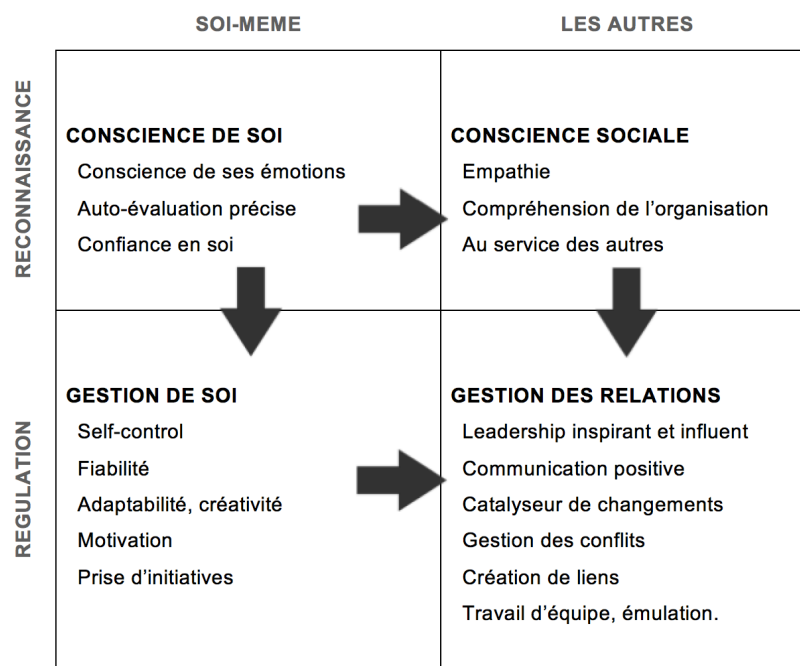 SOI-MEME
LES AUTRES
RECONNAISSANCE
CONSCIENCE DE SOI
Conscience de ses émotions
Auto-évaluation précise
Confiance en soi
CONSCIENCE SOCIALE
Empathie
Compréhension de l’organisation
Au service des autres
REGULATION
GESTION DE SOI
Self-control
Fiabilité
Adaptabilité, créativité
Motivation
Prise d’initiatives
GESTION DES RELATIONS
Leadership inspirant et influent
Communication positive
Catalyseur de changements
Gestion des conflits
Création de liens
Travail d’équipe, émulation.